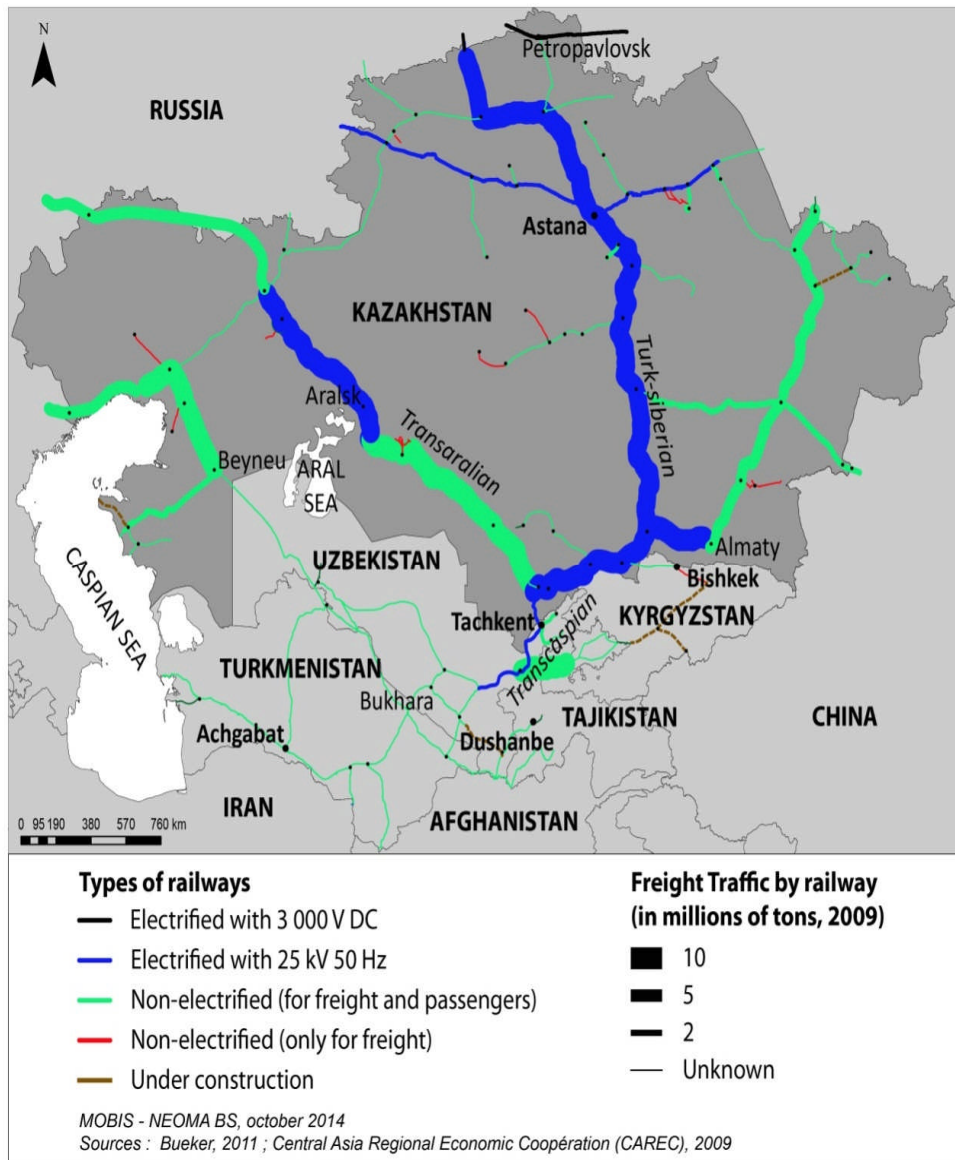 N
Petropavlovsk
RUSSIA
Astana
KAZAKHSTAN
Turk-siberian
Aralsk
Transaralian
Beyneu
ARAL
SEA
Almaty
UZBEKISTAN
Bishkek
CASPIAN SEA
Tachkent
KYRGYZSTAN
Transcaspian
TURKMENISTAN
Bukhara
TAJIKISTAN
CHINA
Achgabat
Dushanbe
IRAN
AFGHANISTAN
0 95 190 380 570 760 km
Types of railways
Electrified with 3 000 V DC
Electrified with 25 kV 50 Hz
Non-electrified (for freight and passengers)
Non-electrified (only for freight)
Under construction
Freight Traffic by railway
(in millions of tons, 2009)
10
5
2
Unknown
MOBIS - NEOMA BS, october 2014
Sources : Bueker, 2011 ; Central Asia Regional Economic Coopération (CAREC), 2009